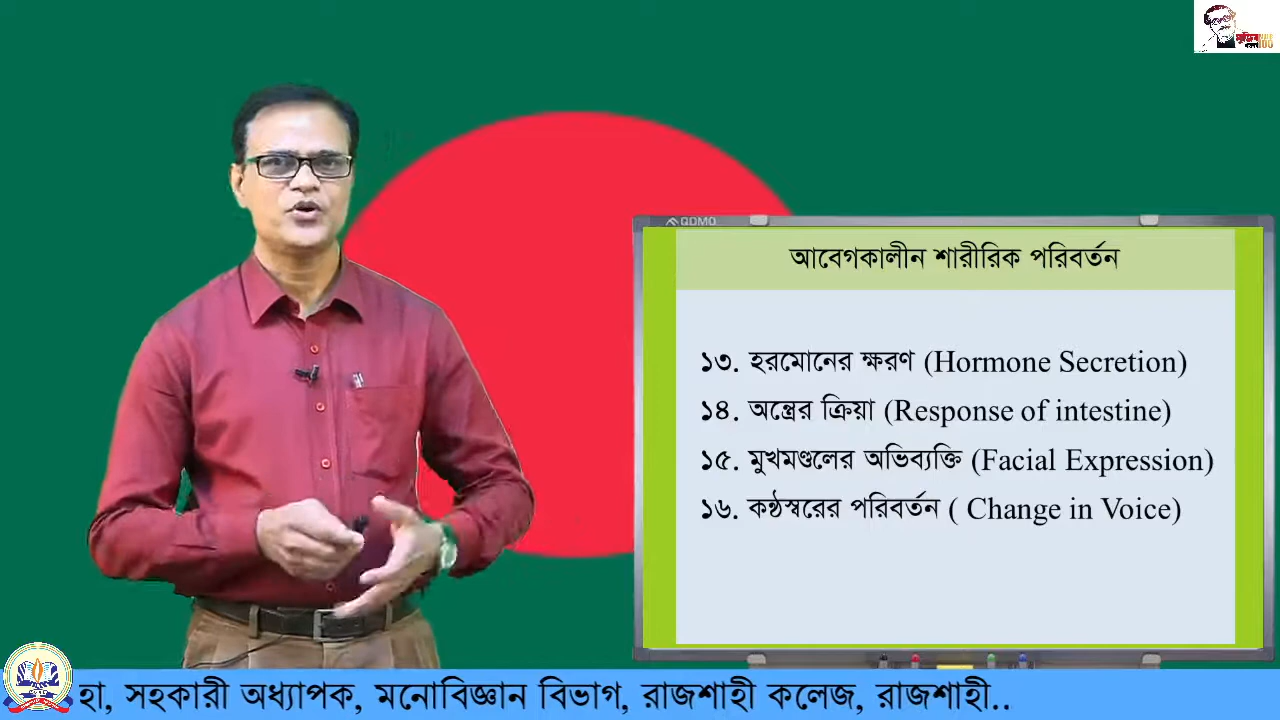 QOMO
আবেগকালীন শারীরিক পরিবর্তন
১৩. হরমোনের ক্ষরণ (Hormone Secretion)
১৪. অন্ত্রের ক্রিয়া (Response of intestine)
১৫. মুখমণ্ডলের অভিব্যক্তি (Facial Expression)
১৬. কন্ঠস্বরের পরিবর্তন ( Change in Voice)
হা, সহকারী অধ্যাপক, মনোবিজ্ঞান বিভাগ, রাজশাহী কলেজ, রাজশাহী..